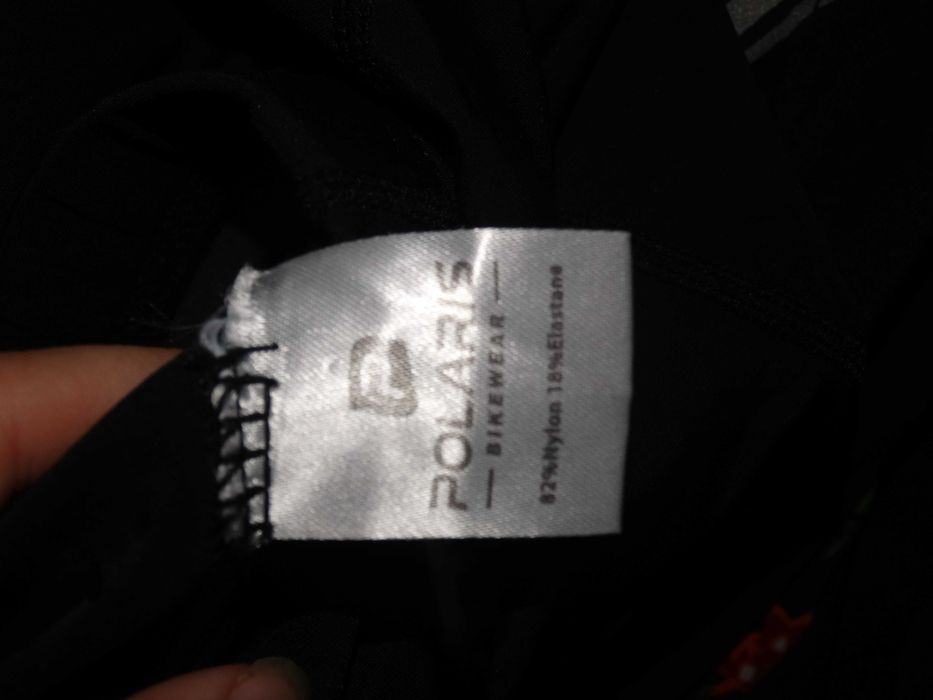 POLARIS
— BIKEWEAR —
82%Nylon 18%Elastane